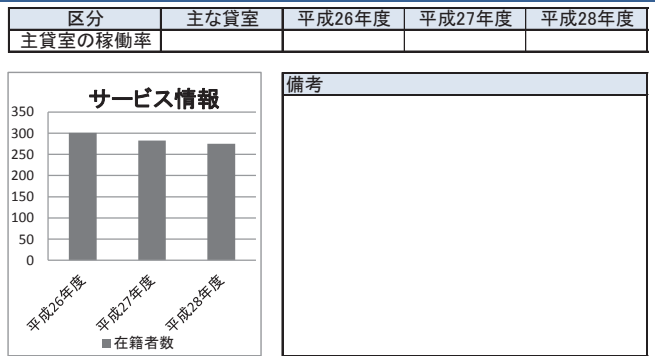 区分 主な貸室 平成26年度 平成27年度 平成28年度
主貸室の稼働率
サービス情報
350
300
250
200
150
100
50
0
平成26年度 平成27年度 平成28年度
■在籍者数
備考